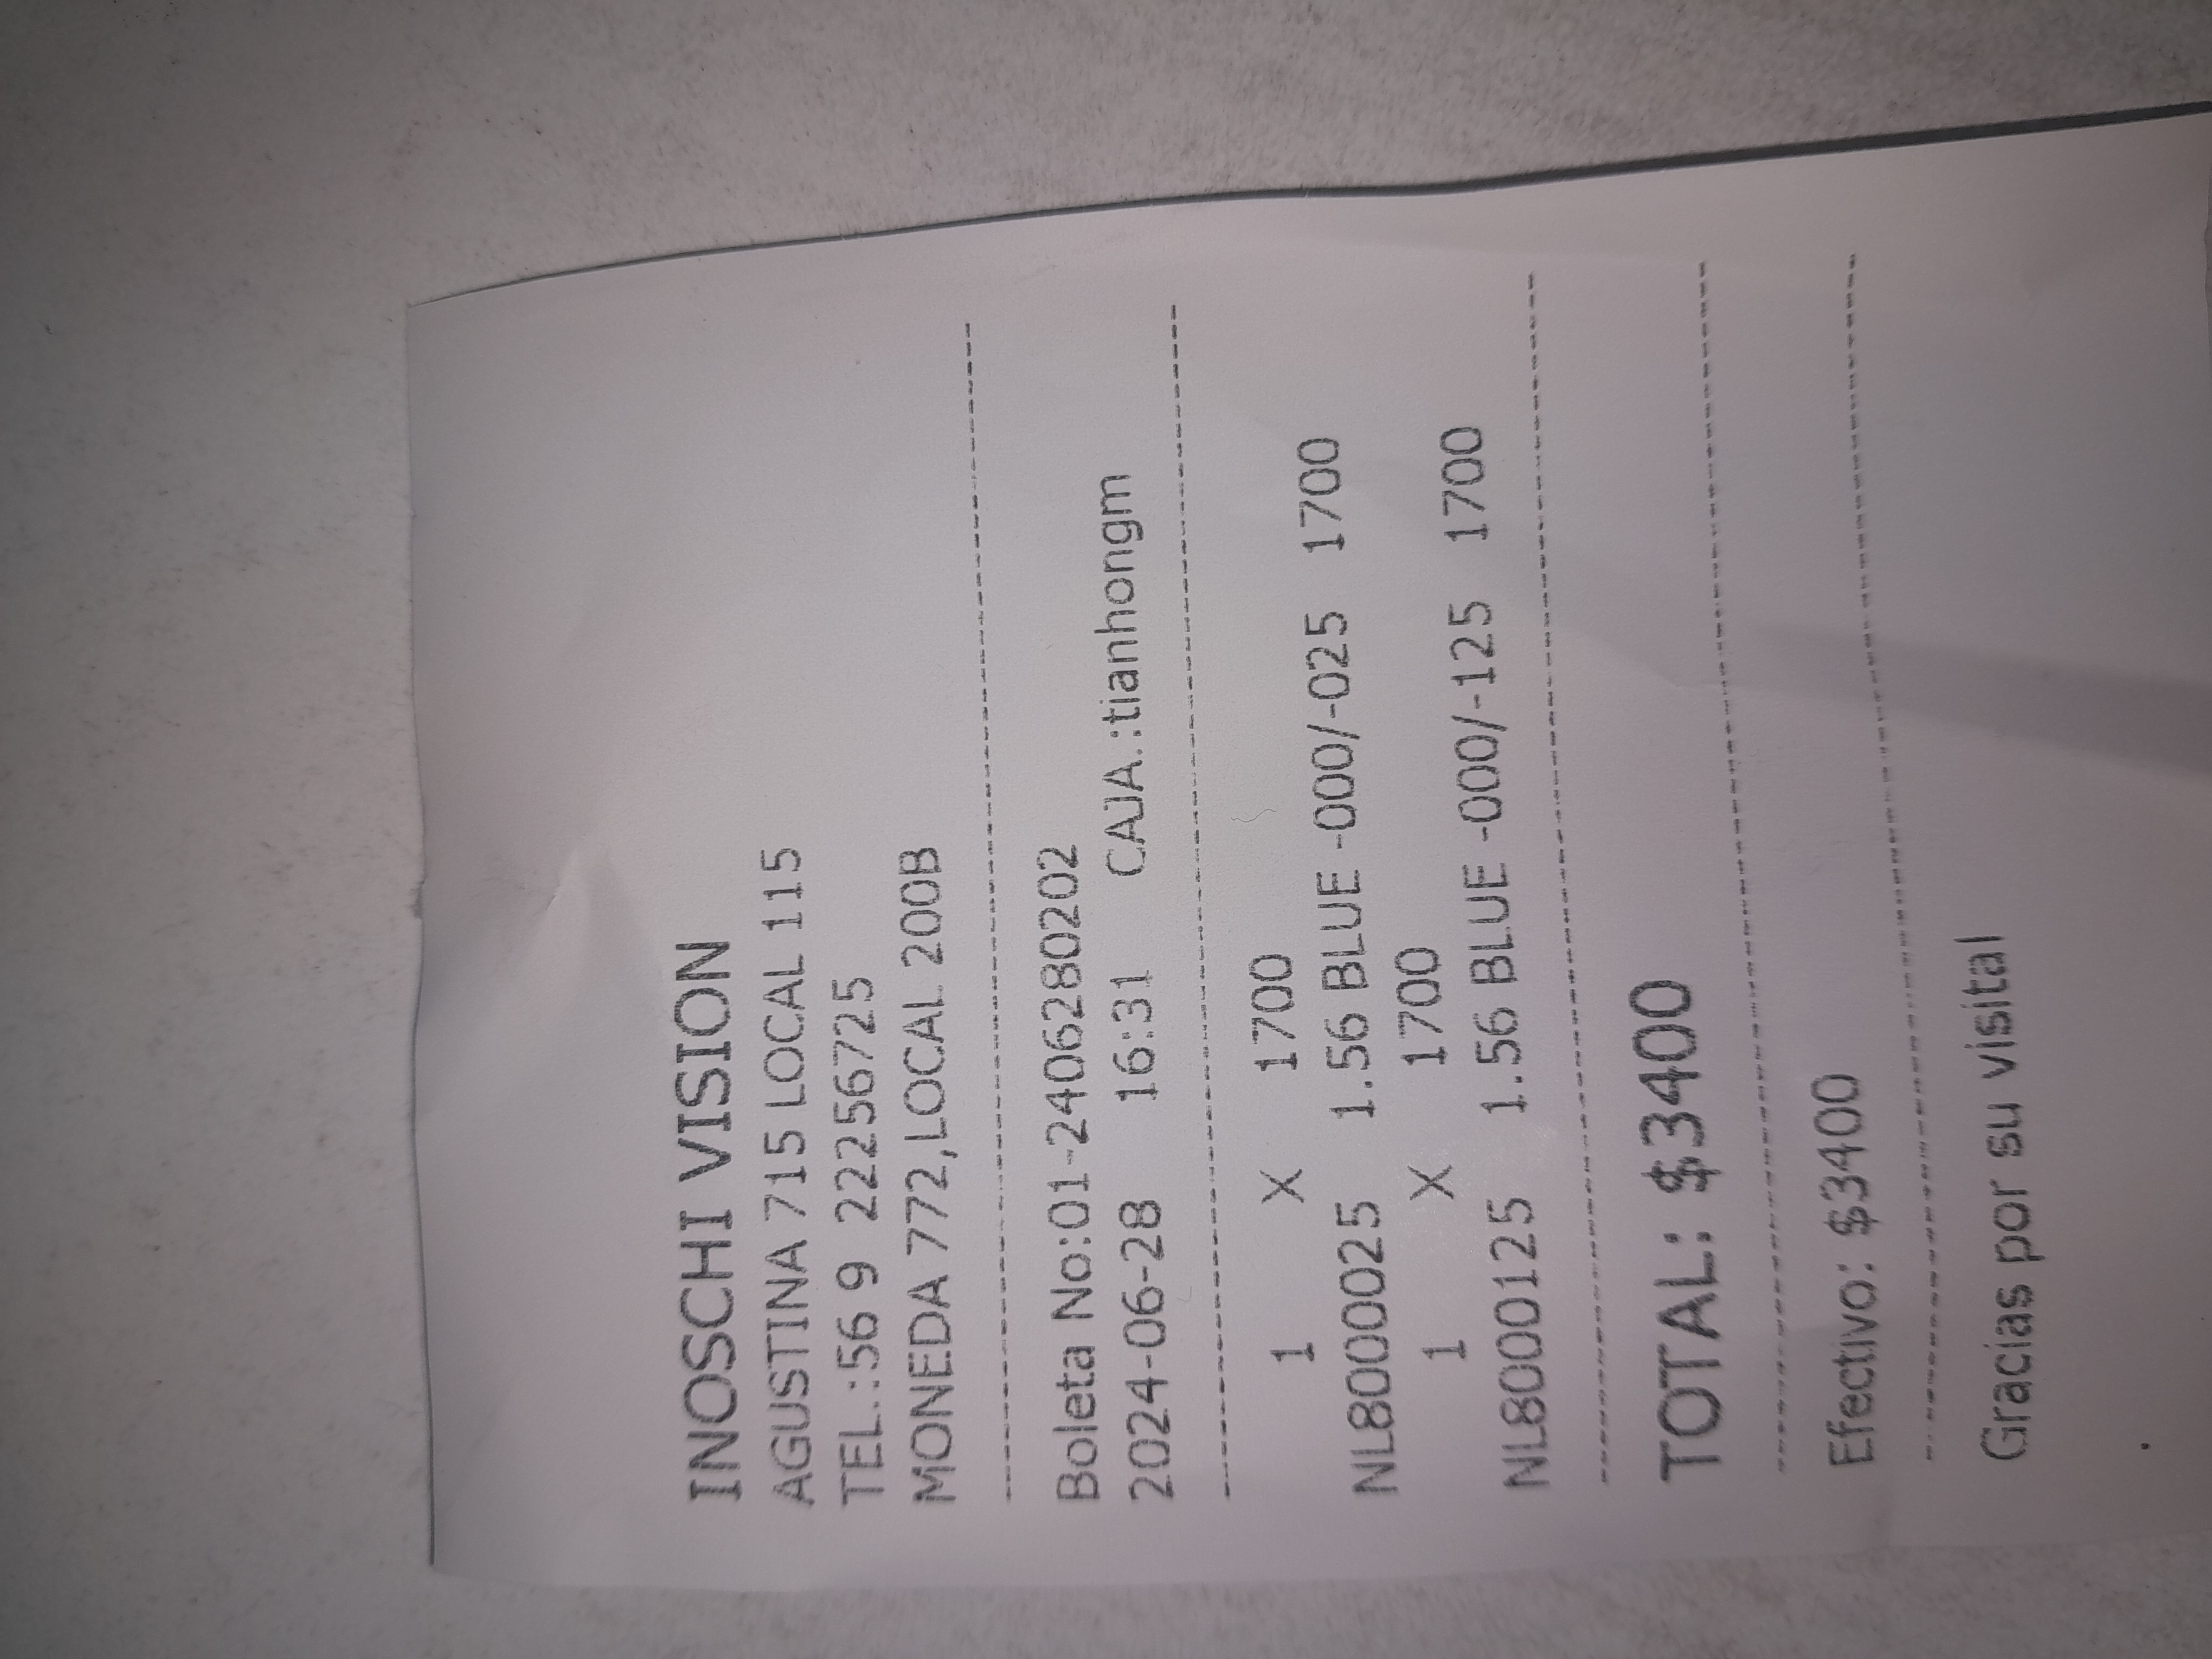 INOSCHI VISION
AGUSTINA 715 LOCAL 115
TEL.:56 9 22256725
MONEDA 772,LOCAL 200B
Boleta No:01-2406280202
2024-06-28 16:31 CAJA.:tianhongm
1 X 1700
NL8000025 1.56 BLUE -000/-025 1700
1 X 1700
NL8000125 1.56 BLUE -000/-125 1700
TOTAL: $3400
Efectivo: $3400
Gracias por su visita!